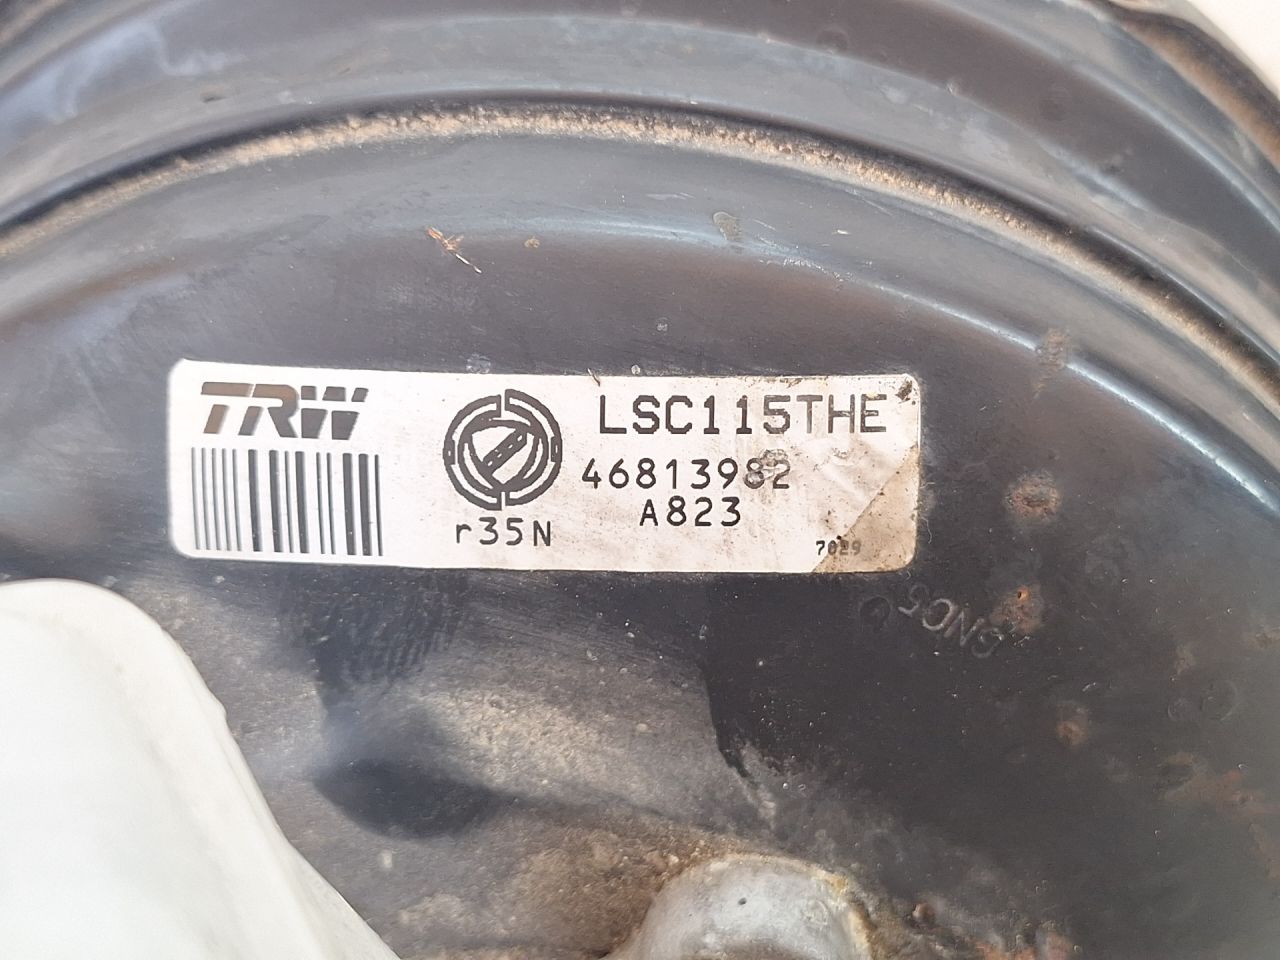 TRW
LSC115THE
46813982
A823
r35N
7029